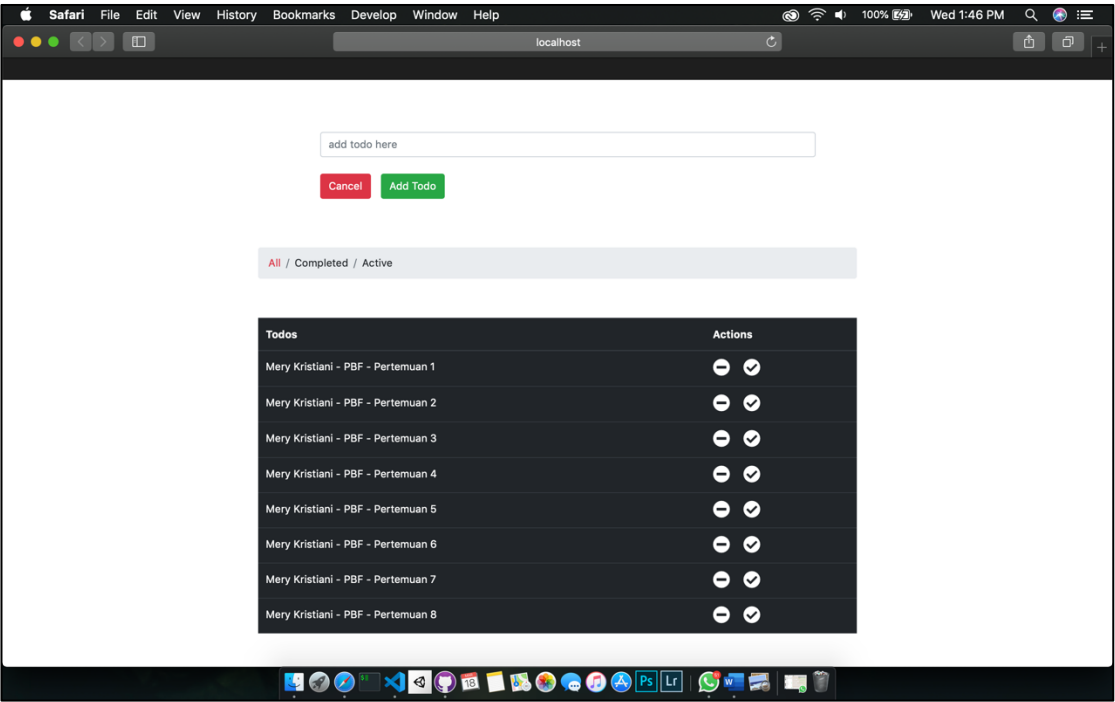 Safari File Edit View History Bookmarks Develop Window Help 100% Wed 1:46 PM
localhost
add todo here
Cancel Add Todo
All / Completed / Active
Todos Actions
Mery Kristiani - PBF - Pertemuan 1
Mery Kristiani - PBF - Pertemuan 2
Mery Kristiani - PBF - Pertemuan 3
Mery Kristiani - PBF - Pertemuan 4
Mery Kristiani - PBF - Pertemuan 5
Mery Kristiani - PBF - Pertemuan 6
Mery Kristiani - PBF - Pertemuan 7
Mery Kristiani - PBF - Pertemuan 8
18 Ps Lr W